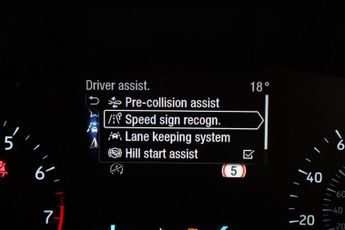 Driver assist. 18°
Pre-collision assist
Speed sign recogn.
Lane keeping system
Hill start assist
5
6
5
7
40
20
20